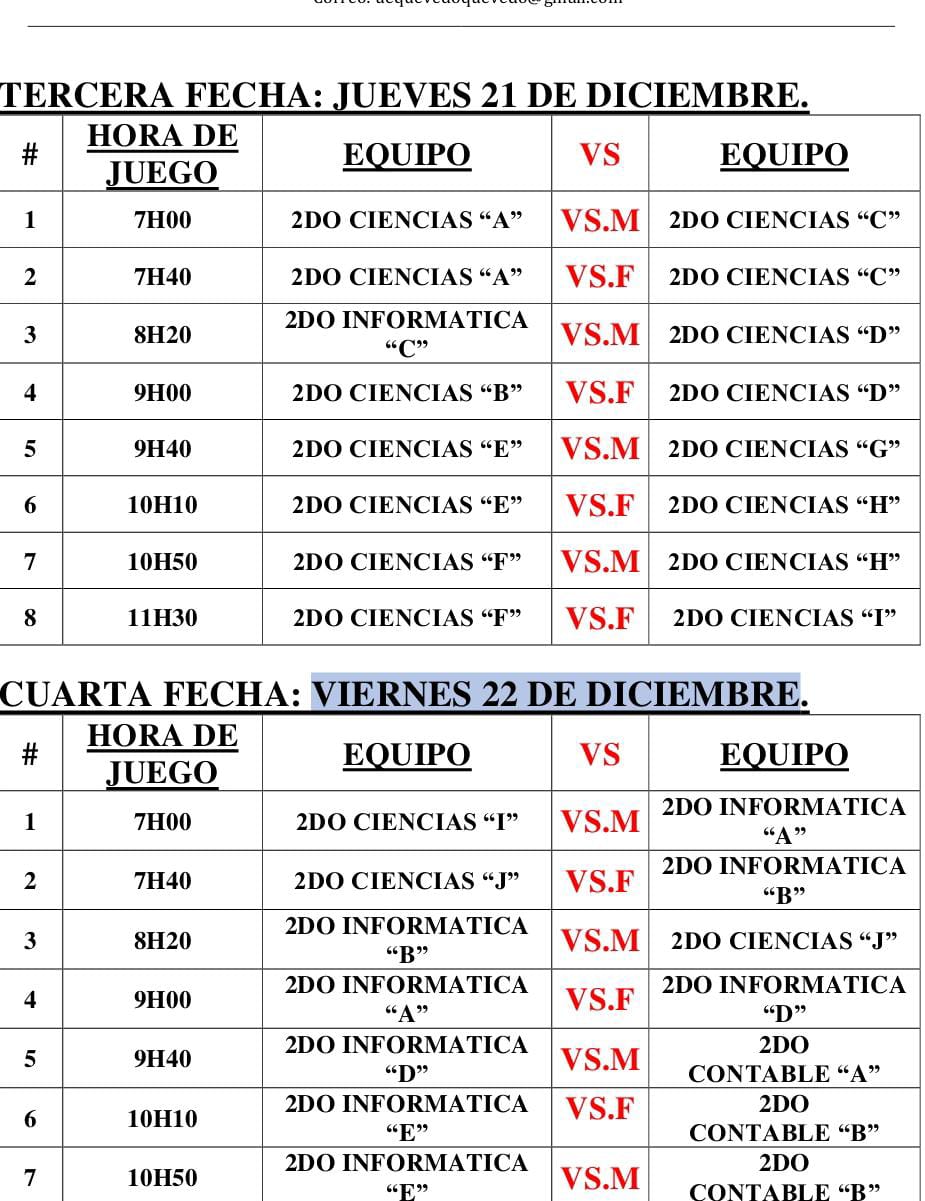 Correo: aequevedoquevedo@gmail.com
TERCERA FECHA: JUEVES 21 DE DICIEMBRE.
# HORA DE JUEGO EQUIPO VS EQUIPO
1 7H00 2DO CIENCIAS “A” VS.M 2DO CIENCIAS “C”
2 7H40 2DO CIENCIAS “A” VS.F 2DO CIENCIAS “C”
3 8H20 2DO INFORMATICA “C” VS.M 2DO CIENCIAS “D”
4 9H00 2DO CIENCIAS “B” VS.F 2DO CIENCIAS “D”
5 9H40 2DO CIENCIAS “E” VS.M 2DO CIENCIAS “G”
6 10H10 2DO CIENCIAS “E” VS.F 2DO CIENCIAS “H”
7 10H50 2DO CIENCIAS “F” VS.M 2DO CIENCIAS “H”
8 11H30 2DO CIENCIAS “F” VS.F 2DO CIENCIAS “I”
CUARTA FECHA: VIERNES 22 DE DICIEMBRE.
# HORA DE JUEGO EQUIPO VS EQUIPO
1 7H00 2DO CIENCIAS “I” VS.M 2DO INFORMATICA “A”
2 7H40 2DO CIENCIAS “J” VS.F 2DO INFORMATICA “B”
3 8H20 2DO INFORMATICA “B” VS.M 2DO CIENCIAS “J”
4 9H00 2DO INFORMATICA “A” VS.F 2DO INFORMATICA “D”
5 9H40 2DO INFORMATICA “D” VS.M 2DO CONTABLE “A”
6 10H10 2DO INFORMATICA “E” VS.F 2DO CONTABLE “B”
7 10H50 2DO INFORMATICA “E” VS.M 2DO CONTABLE “B”